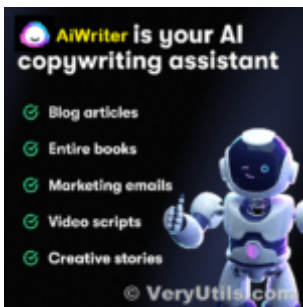 AiWriter is your AI
copywriting assistant
Blog articles
Entire books
Marketing emails
Video scripts
Creative stories
© VeryUtils.com